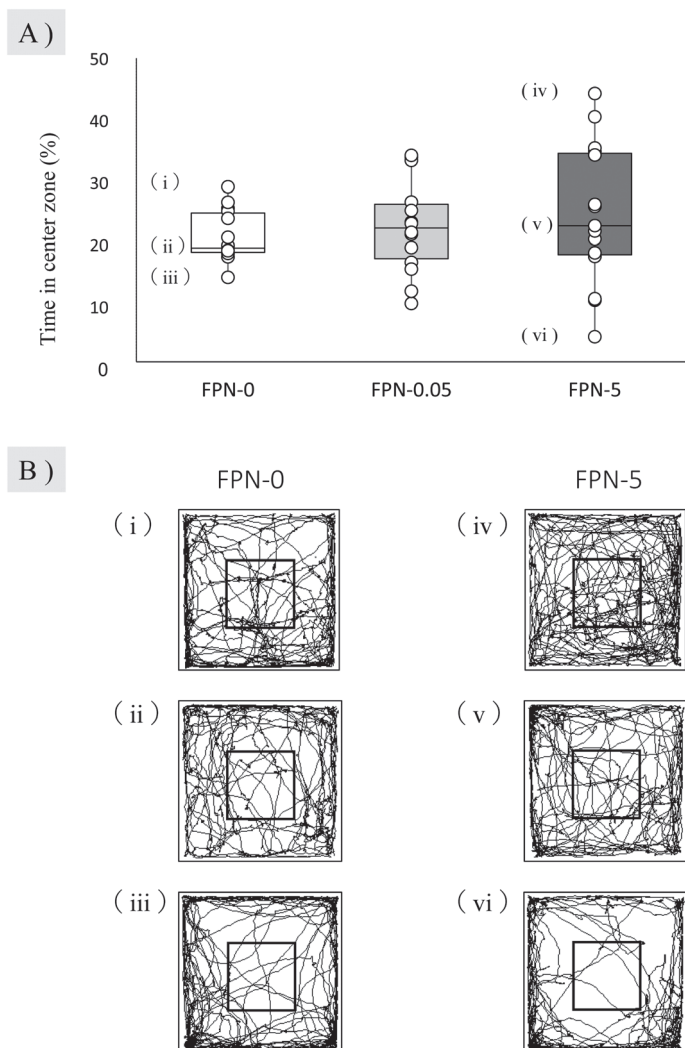 A )
Time in center zone (%)
50
40
30
20
10
0
( i )
( ii )
( iii )
( iv )
( v )
( vi )
FPN-0
FPN-0.05
FPN-5
B )
FPN-0
FPN-5
( i )
( iv )
( ii )
( v )
( iii )
( vi )